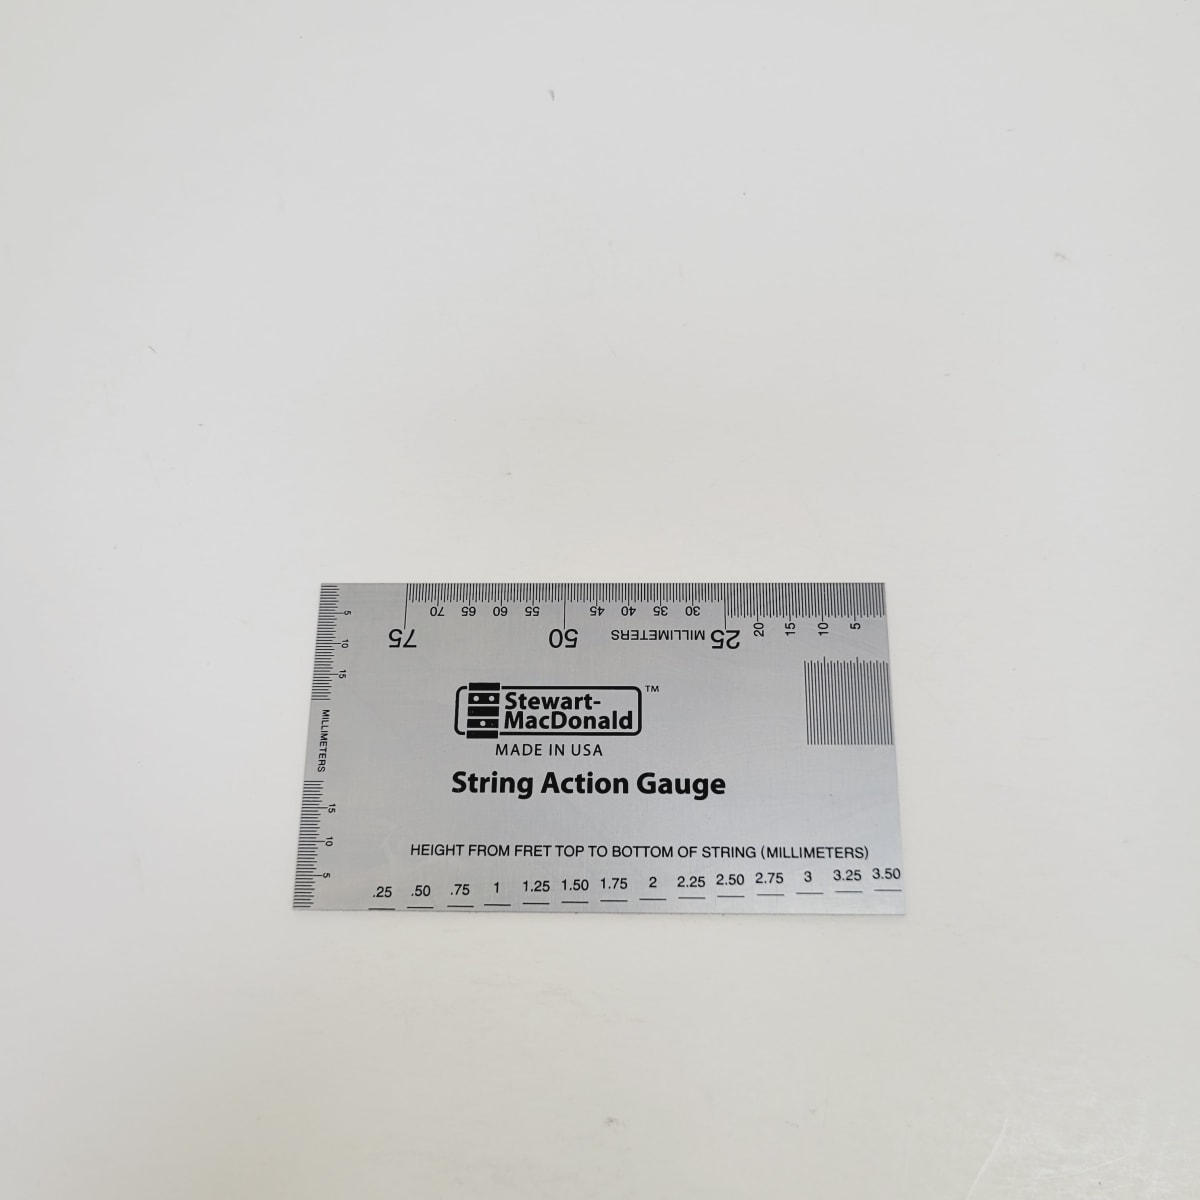 75 70 65 60 55 50 45 40 35 30 25 20 15 10 5
MILLIMETERS
5 10 15
MILLIMETERS
15 10 5
Stewart-
MacDonald
TM
MADE IN USA
String Action Gauge
HEIGHT FROM FRET TOP TO BOTTOM OF STRING (MILLIMETERS)
.25 .50 .75 1 1.25 1.50 1.75 2 2.25 2.50 2.75 3 3.25 3.50